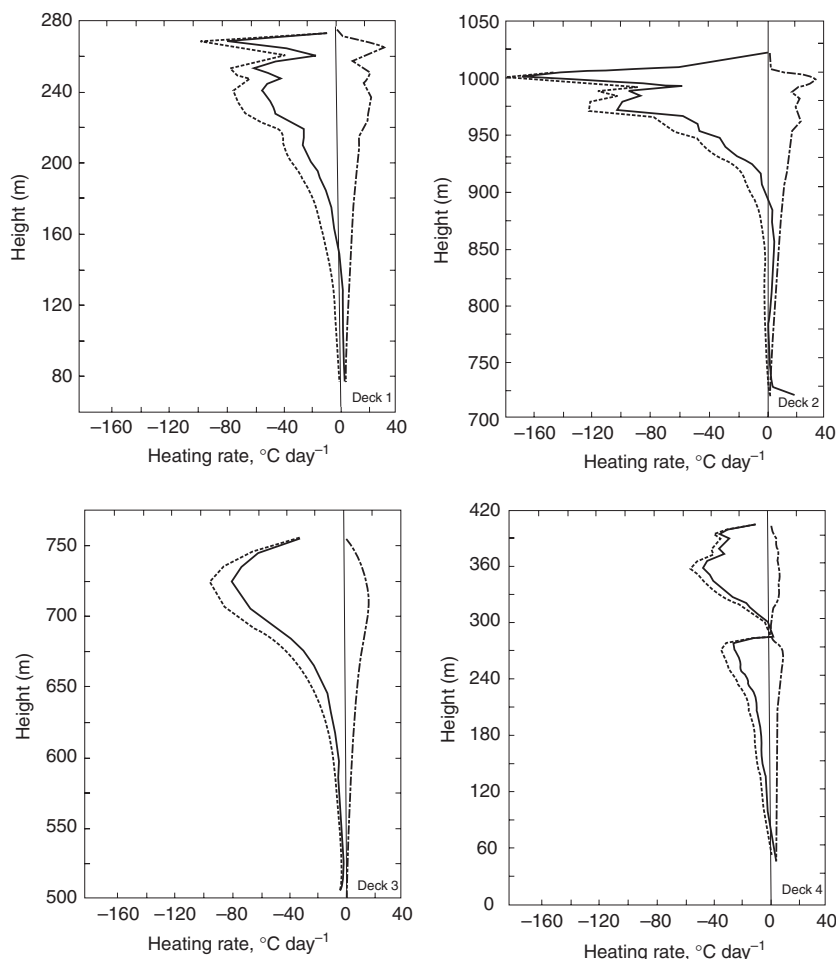 280
240
200
160
120
80
Height (m)
Deck 1
−160 −120 −80 −40 0 40
Heating rate, °C day⁻¹
1050
1000
950
900
850
800
750
700
Height (m)
Deck 2
−160 −120 −80 −40 0 40
Heating rate, °C day⁻¹
750
700
650
600
550
500
Height (m)
Deck 3
−160 −120 −80 −40 0 40
Heating rate, °C day⁻¹
420
360
300
240
180
120
60
0
Height (m)
Deck 4
−160 −120 −80 −40 0 40
Heating rate, °C day⁻¹